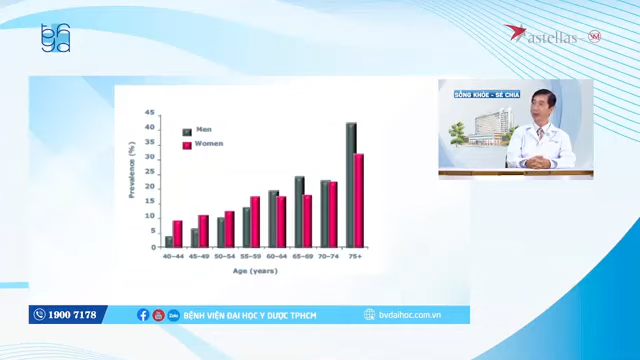 astellas
SỐNG KHỎE - SẺ CHIA
45
40
35
30
25
20
15
10
5
0
Prevalence (%)
Men
Women
40–44 45–49 50–54 55–59 60–64 65–69 70–74 75+
Age (years)
1900 7178
Zalo
BỆNH VIỆN ĐẠI HỌC Y DƯỢC TPHCM
bvdaihoc.com.vn